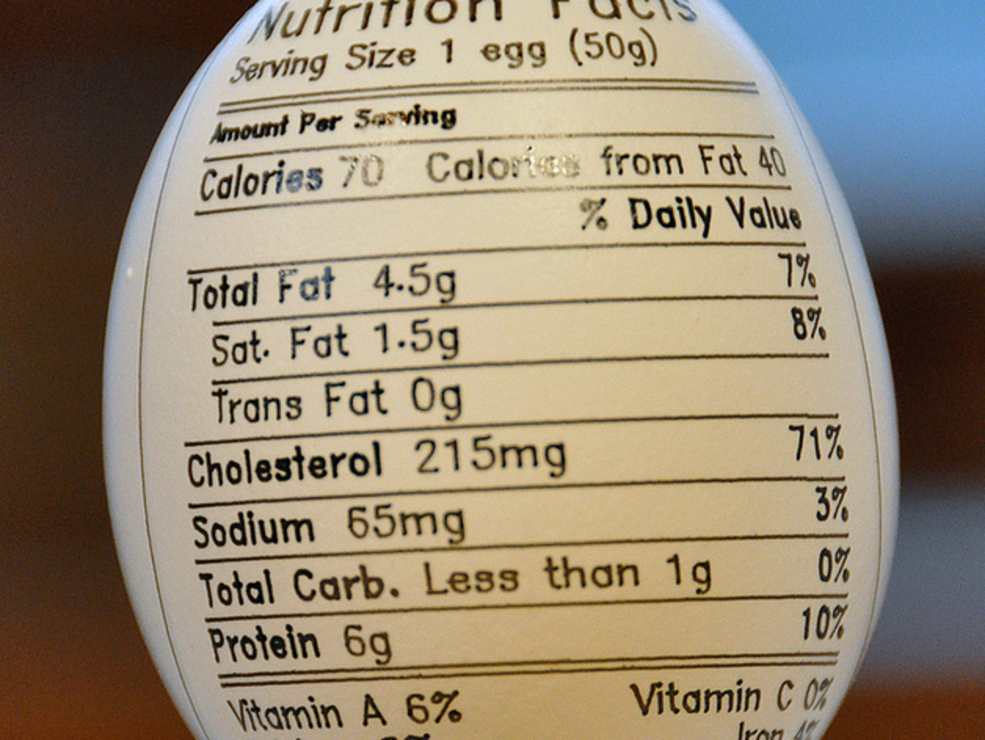 Nutrition Facts
Serving Size 1 egg (50g)
Amount Per Serving
Calories 70 Calories from Fat 40
% Daily Value
Total Fat 4.5g 7%
Sat. Fat 1.5g 8%
Trans Fat 0g
Cholesterol 215mg 71%
Sodium 65mg 3%
Total Carb. Less than 1g 0%
Protein 6g 10%
Vitamin A 6% Vitamin C 0%
Iron 4%